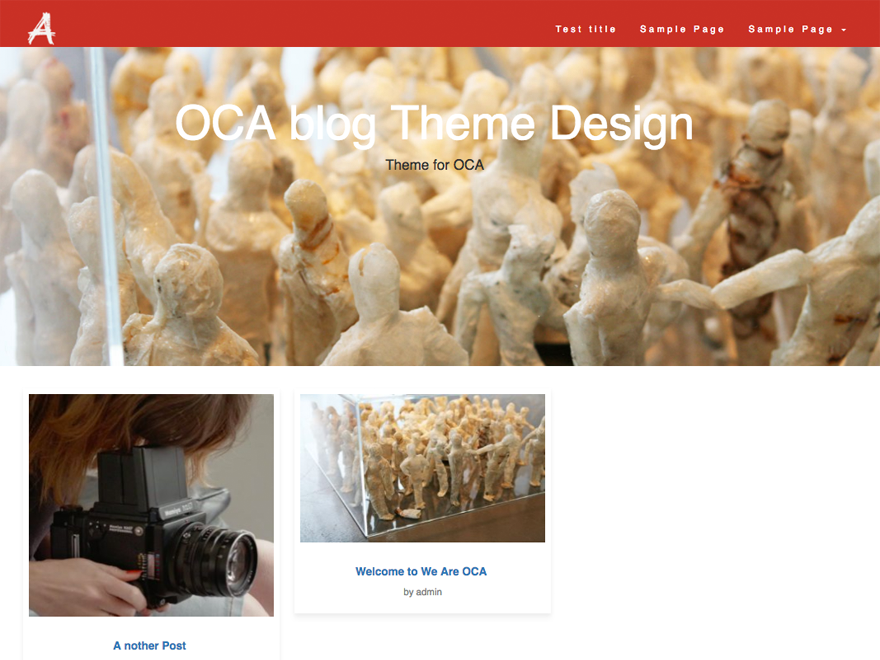 A
Test title Sample Page Sample Page
OCA blog Theme Design
Theme for OCA
Welcome to We Are OCA
by admin
A nother Post